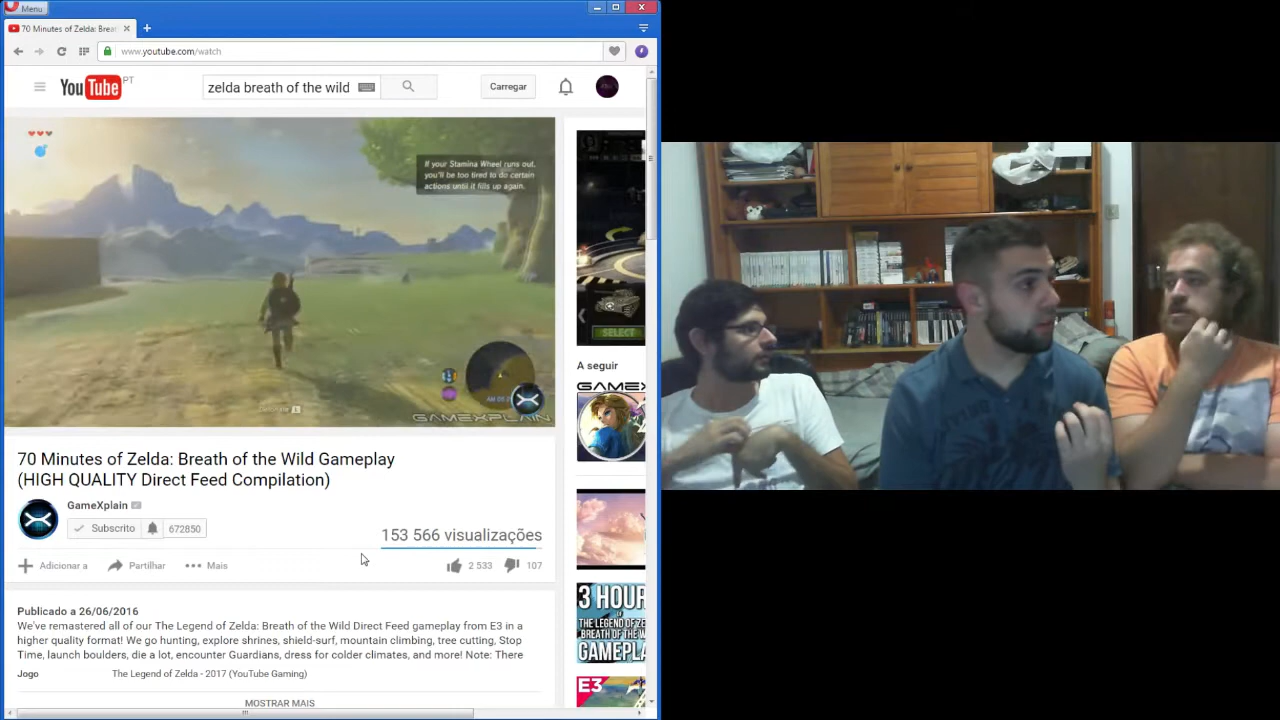 Menu
70 Minutes of Zelda: Brea
www.youtube.com/watch
YouTube PT
zelda breath of the wild
Carregar
If your Stamina Wheel runs out,
you'll be too tired to do certain
actions until it fills up again.
GAMEXPLAIN
SELECT
A seguir
GAMEX
70 Minutes of Zelda: Breath of the Wild Gameplay
(HIGH QUALITY Direct Feed Compilation)
GameXplain
Subscrito 672850
153 566 visualizações
Adicionar a Partilhar Mais 2 533 107
3 HOUR
THE LEGEND OF ZE
BREATH OF THE W
GAMEPLA
E3
Publicado a 26/06/2016
We've remastered all of our The Legend of Zelda: Breath of the Wild Direct Feed gameplay from E3 in a
higher quality format! We go hunting, explore shrines, shield-surf, mountain climbing, tree cutting, Stop
Time, launch boulders, die a lot, encounter Guardians, dress for colder climates, and more! Note: There
Jogo The Legend of Zelda - 2017 (YouTube Gaming)
MOSTRAR MAIS